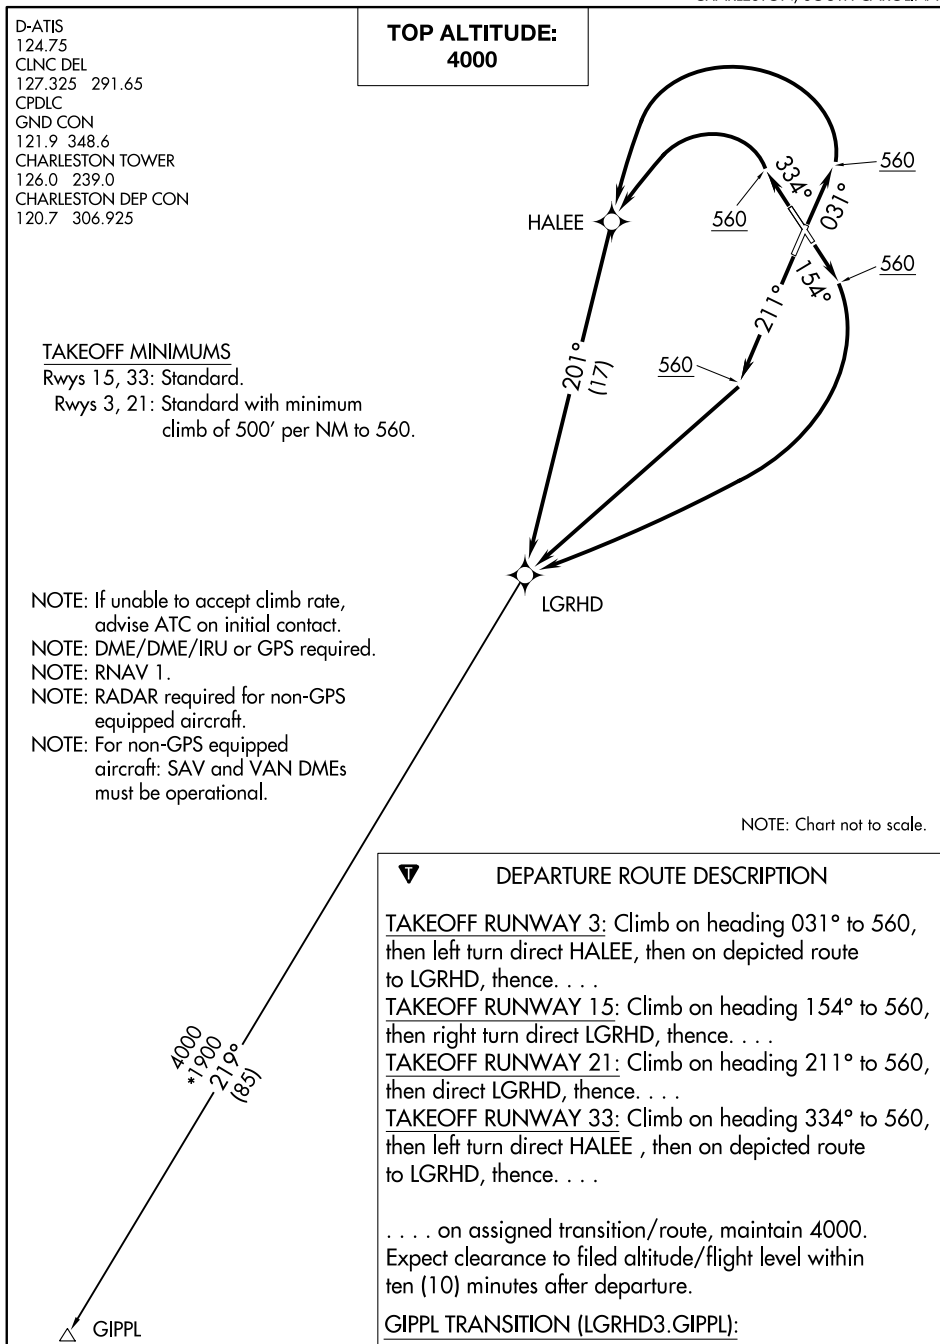 D-ATIS
124.75
CLNC DEL
127.325 291.65
CPDLC
GND CON
121.9 348.6
CHARLESTON TOWER
126.0 239.0
CHARLESTON DEP CON
120.7 306.925
TOP ALTITUDE:
4000
560
334°
031°
560
HALEE
560
154°
211°
201°
(17)
560
TAKEOFF MINIMUMS
Rwys 15, 33: Standard.
Rwys 3, 21: Standard with minimum
climb of 500' per NM to 560.
LGRHD
NOTE: If unable to accept climb rate,
advise ATC on initial contact.
NOTE: DME/DME/IRU or GPS required.
NOTE: RNAV 1.
NOTE: RADAR required for non-GPS
equipped aircraft.
NOTE: For non-GPS equipped
aircraft: SAV and VAN DMEs
must be operational.
NOTE: Chart not to scale.
4000
*1900
219°
(85)
GIPPL
T
DEPARTURE ROUTE DESCRIPTION
TAKEOFF RUNWAY 3: Climb on heading 031° to 560,
then left turn direct HALEE, then on depicted route
to LGRHD, thence. . . .
TAKEOFF RUNWAY 15: Climb on heading 154° to 560,
then right turn direct LGRHD, thence. . . .
TAKEOFF RUNWAY 21: Climb on heading 211° to 560,
then direct LGRHD, thence. . . .
TAKEOFF RUNWAY 33: Climb on heading 334° to 560,
then left turn direct HALEE , then on depicted route
to LGRHD, thence. . . .
. . . . on assigned transition/route, maintain 4000.
Expect clearance to filed altitude/flight level within
ten (10) minutes after departure.
GIPPL TRANSITION (LGRHD3.GIPPL):